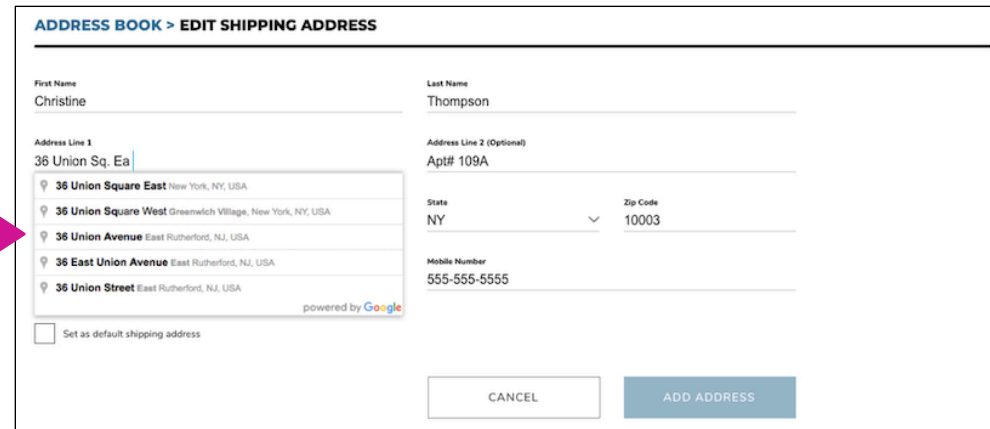 ADDRESS BOOK > EDIT SHIPPING ADDRESS
First Name
Christine
Last Name
Thompson
Address Line 1
36 Union Sq. Ea
Address Line 2 (Optional)
Apt# 109A
36 Union Square East New York, NY, USA
36 Union Square West Greenwich Village, New York, NY, USA
36 Union Avenue East Rutherford, NJ, USA
36 East Union Avenue East Rutherford, NJ, USA
36 Union Street East Rutherford, NJ, USA
powered by Google
State
NY
Zip Code
10003
Mobile Number
555-555-5555
Set as default shipping address
CANCEL
ADD ADDRESS